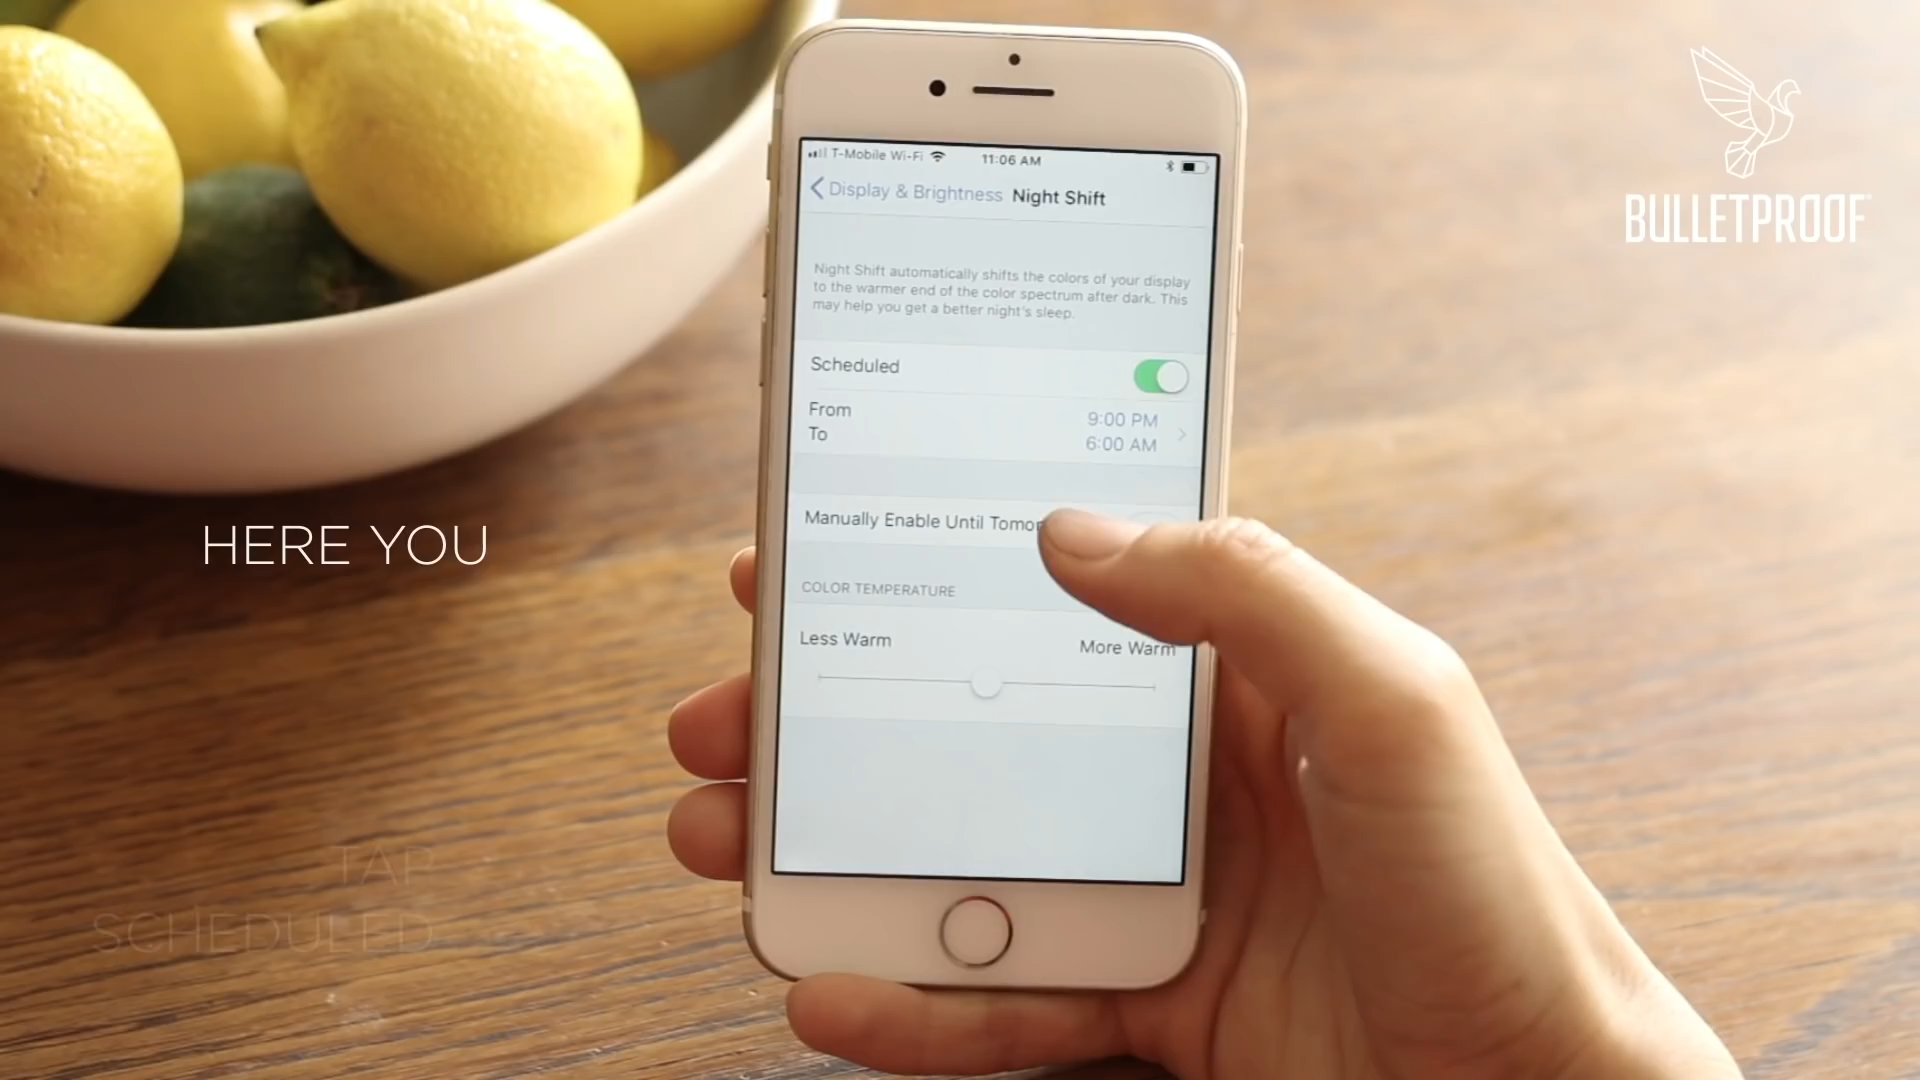 BULLETPROOF
T-Mobile Wi-Fi 11:06 AM
Display & Brightness Night Shift
Night Shift automatically shifts the colors of your display
to the warmer end of the color spectrum after dark. This
may help you get a better night's sleep.
Scheduled
From 9:00 PM
To 6:00 AM
Manually Enable Until Tomor
COLOR TEMPERATURE
Less Warm More Warm
HERE YOU
TAP
SCHEDULED